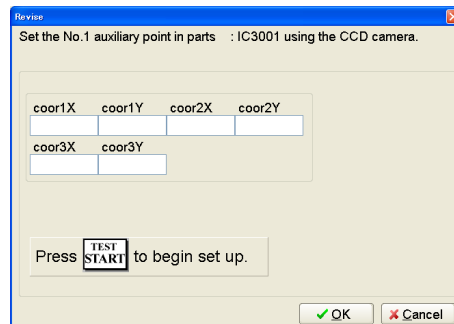 Revise
Set the No.1 auxiliary point in parts : IC3001 using the CCD camera.
coor1X coor1Y coor2X coor2Y
coor3X coor3Y
Press TEST START to begin set up.
OK Cancel